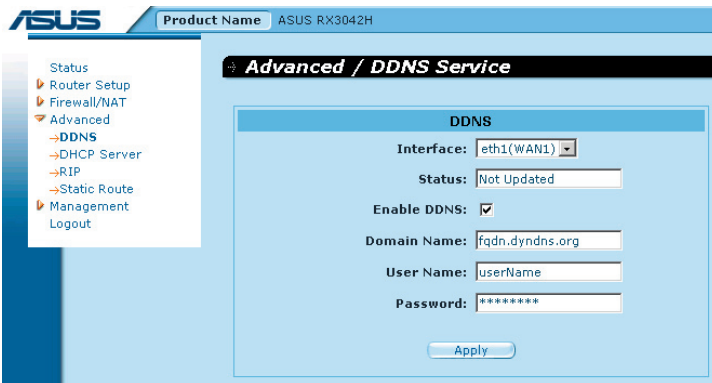 ASUS
Product Name ASUS RX3042H
Status
Router Setup
Firewall/NAT
Advanced
→DDNS
→DHCP Server
→RIP
→Static Route
Management
Logout
Advanced / DDNS Service
DDNS
Interface: eth1(WAN1)
Status: Not Updated
Enable DDNS:
Domain Name: fqdn.dyndns.org
User Name: userName
Password: ********
Apply